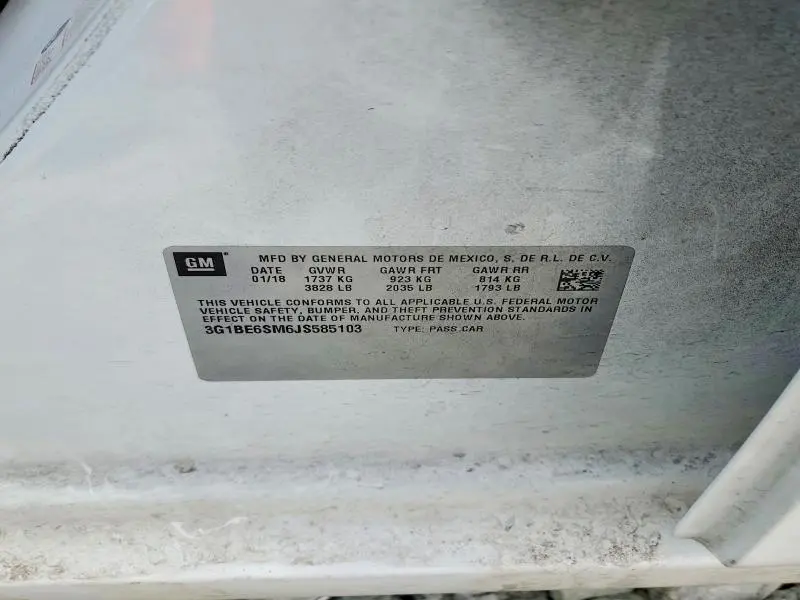 GM
MFD BY GENERAL MOTORS DE MEXICO, S. DE R.L. DE C.V.
DATE GVWR GAWR FRT GAWR RR
01/18 1737 KG 923 KG 814 KG
3828 LB 2035 LB 1793 LB
THIS VEHICLE CONFORMS TO ALL APPLICABLE U.S. FEDERAL MOTOR
VEHICLE SAFETY, BUMPER, AND THEFT PREVENTION STANDARDS IN
EFFECT ON THE DATE OF MANUFACTURE SHOWN ABOVE.
3G1BE6SM6JS585103 TYPE: PASS.CAR